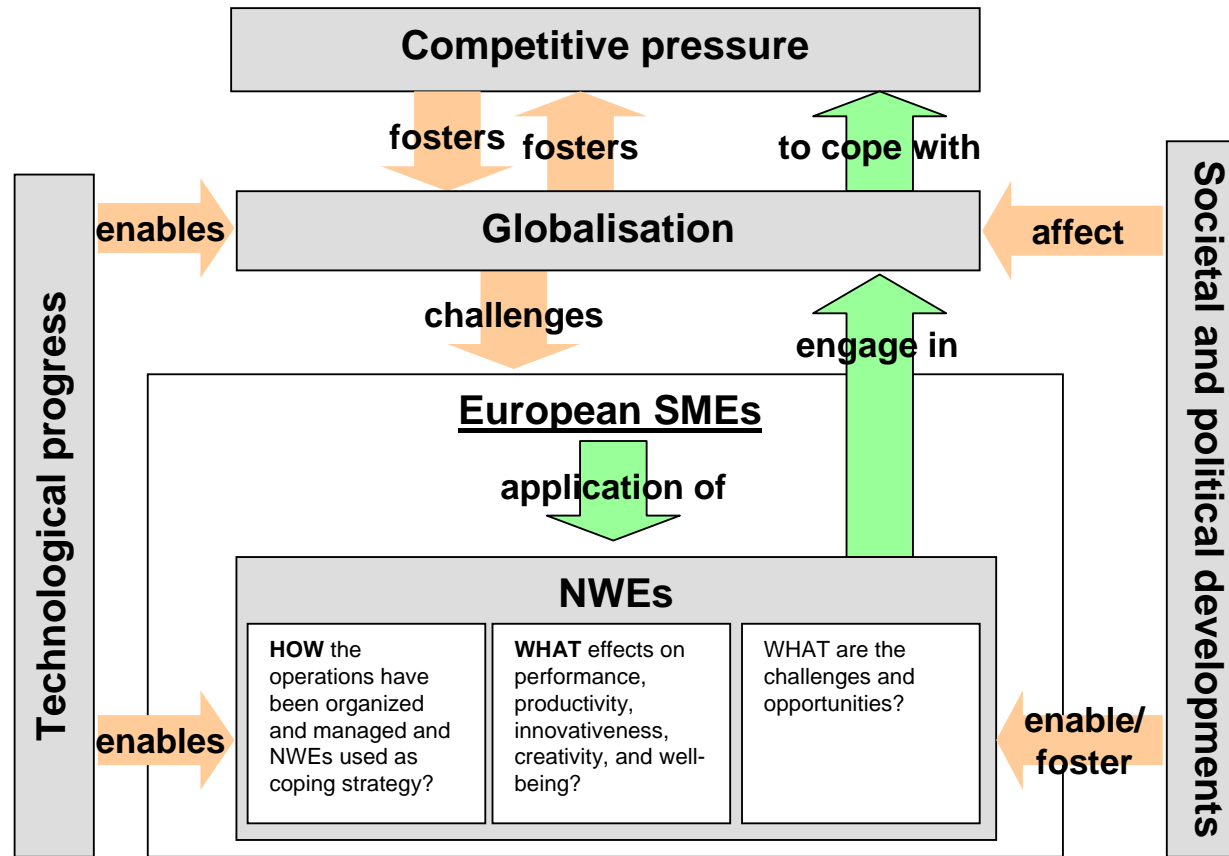 Competitive pressure
fosters
fosters
to cope with
Technological progress
enables
Globalisation
affect
Societal and political developments
challenges
engage in
European SMEs
application of
NWEs
HOW the
operations have
been organized
and managed and
NWEs used as
coping strategy?
WHAT effects on
performance,
productivity,
innovativeness,
creativity, and well-
being?
WHAT are the
challenges and
opportunities?
enables
enable/
foster